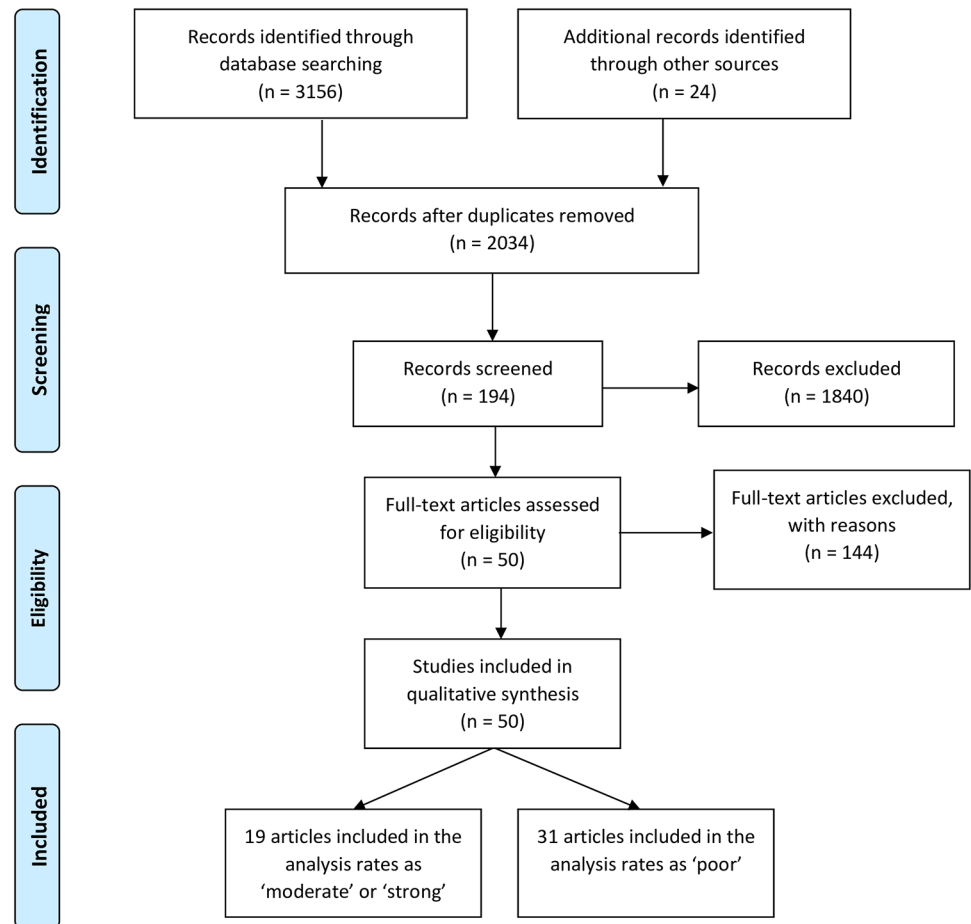 Identification
Records identified through
database searching
(n = 3156)
Additional records identified
through other sources
(n = 24)
Records after duplicates removed
(n = 2034)
Screening
Records screened
(n = 194)
Records excluded
(n = 1840)
Eligibility
Full-text articles assessed
for eligibility
(n = 50)
Full-text articles excluded,
with reasons
(n = 144)
Studies included in
qualitative synthesis
(n = 50)
Included
19 articles included in the
analysis rates as
‘moderate’ or ‘strong’
31 articles included in the
analysis rates as ‘poor’